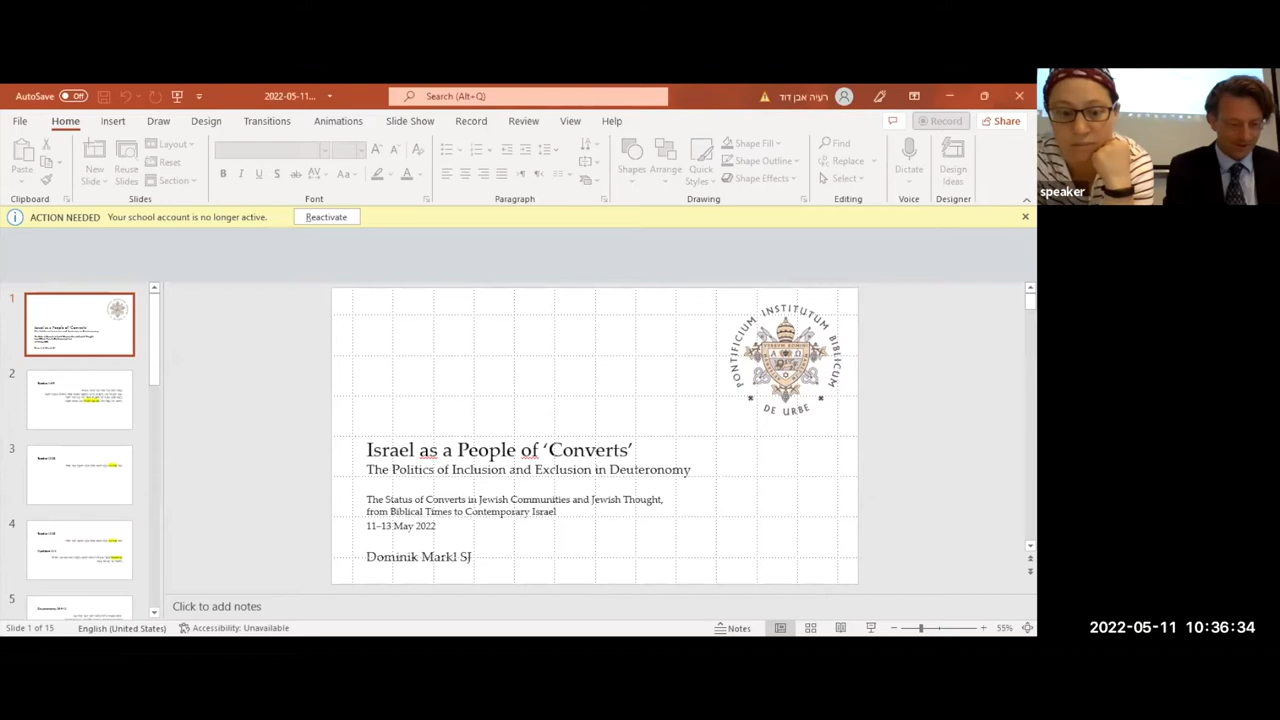 AutoSave Off 2022-05-11... Search (Alt+Q) רעיה אבן דוד
File Home Insert Draw Design Transitions Animations Slide Show Record Review View Help Record Share
Paste New Slide Reuse Slides Layout Reset Section Shapes Arrange Quick Styles Shape Fill Shape Outline Shape Effects Find Replace Select Dictate Design Ideas
Clipboard Slides Font Paragraph Drawing Editing Voice Designer
speaker
ACTION NEEDED Your school account is no longer active. Reactivate
1
2
3
4
5
PONTIFICIUM INSTITUTUM BIBLICUM
DE URBE
Israel as a People of ‘Converts’
The Politics of Inclusion and Exclusion in Deuteronomy
The Status of Converts in Jewish Communities and Jewish Thought,
from Biblical Times to Contemporary Israel
11–13 May 2022
Dominik Markl SJ
Click to add notes
Slide 1 of 15 English (United States) Accessibility: Unavailable Notes 55%
2022-05-11 10:36:34